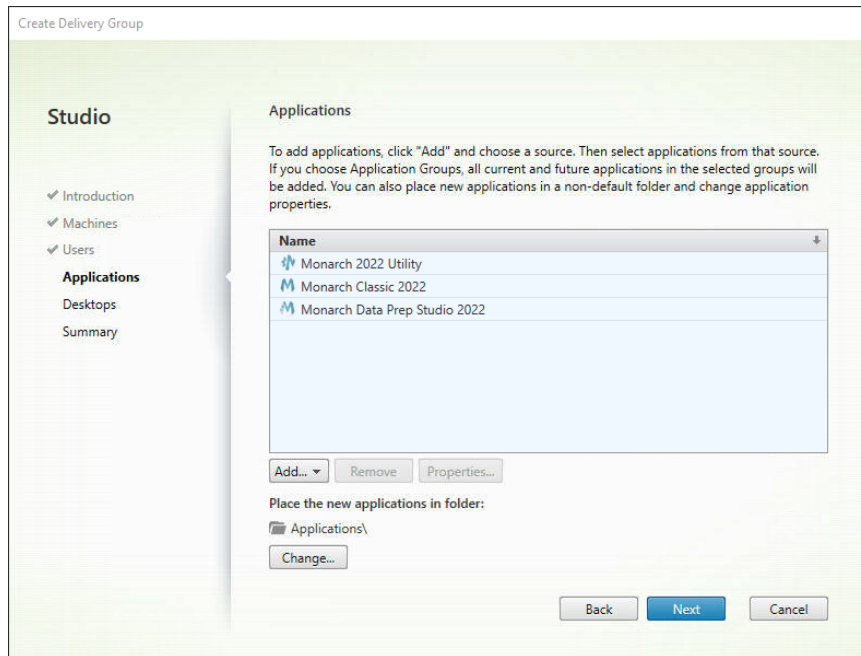 Create Delivery Group
Studio
Introduction
Machines
Users
Applications
Desktops
Summary
Applications
To add applications, click "Add" and choose a source. Then select applications from that source.
If you choose Application Groups, all current and future applications in the selected groups will
be added. You can also place new applications in a non-default folder and change application
properties.
Name
Monarch 2022 Utility
Monarch Classic 2022
Monarch Data Prep Studio 2022
Add... Remove Properties...
Place the new applications in folder:
Applications\
Change...
Back Next Cancel